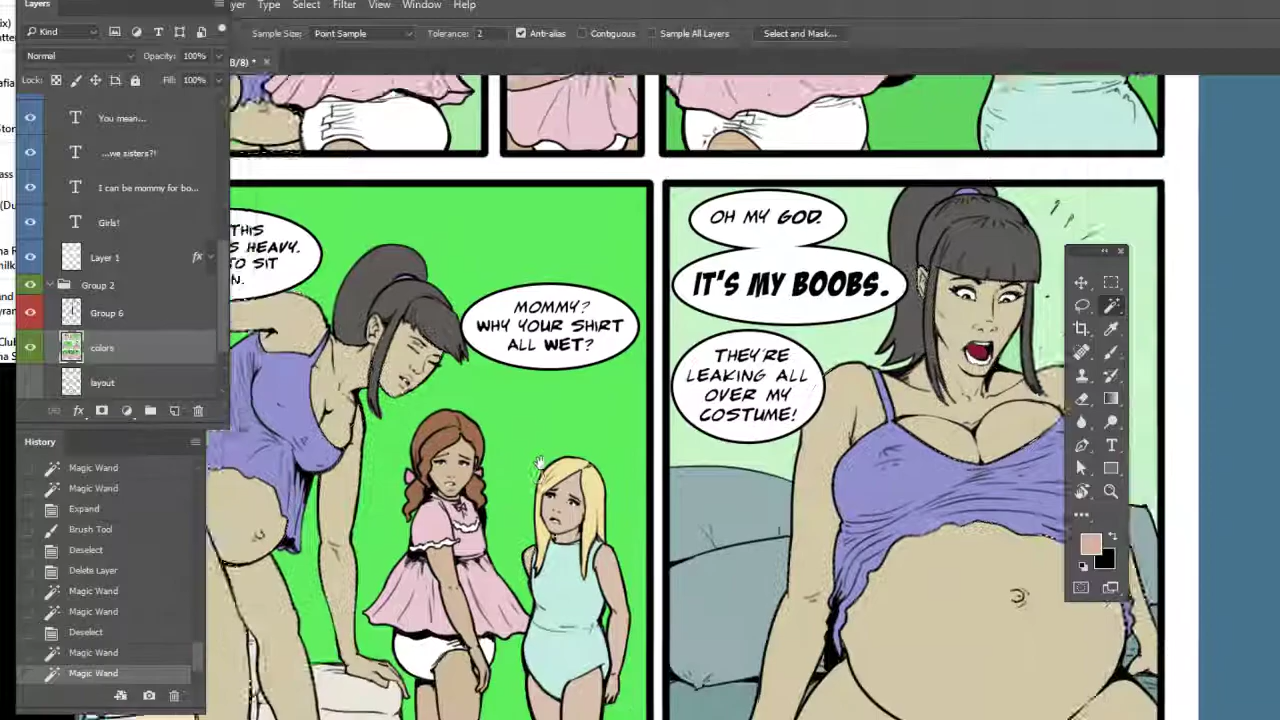 Layers
yer
Type
Select
Filter
View
Window
Help
Kind
Sample Size:
Point Sample
Tolerance: 2
Anti-alias
Contiguous
Sample All Layers
Select and Mask...
Normal
Opacity: 100%
B/8) *
Lock:
Fill: 100%
You mean...
...we sisters?!
I can be mommy for bo...
Girls!
Layer 1
fx
Group 2
Group 6
colors
layout
History
Magic Wand
Magic Wand
Expand
Brush Tool
Deselect
Delete Layer
Magic Wand
Magic Wand
Deselect
Magic Wand
Magic Wand
THIS
S HEAVY.
TO SIT
N.
MOMMY?
WHY YOUR SHIRT
ALL WET?
OH MY GOD.
IT'S MY BOOBS.
THEY'RE
LEAKING ALL
OVER MY
COSTUME!